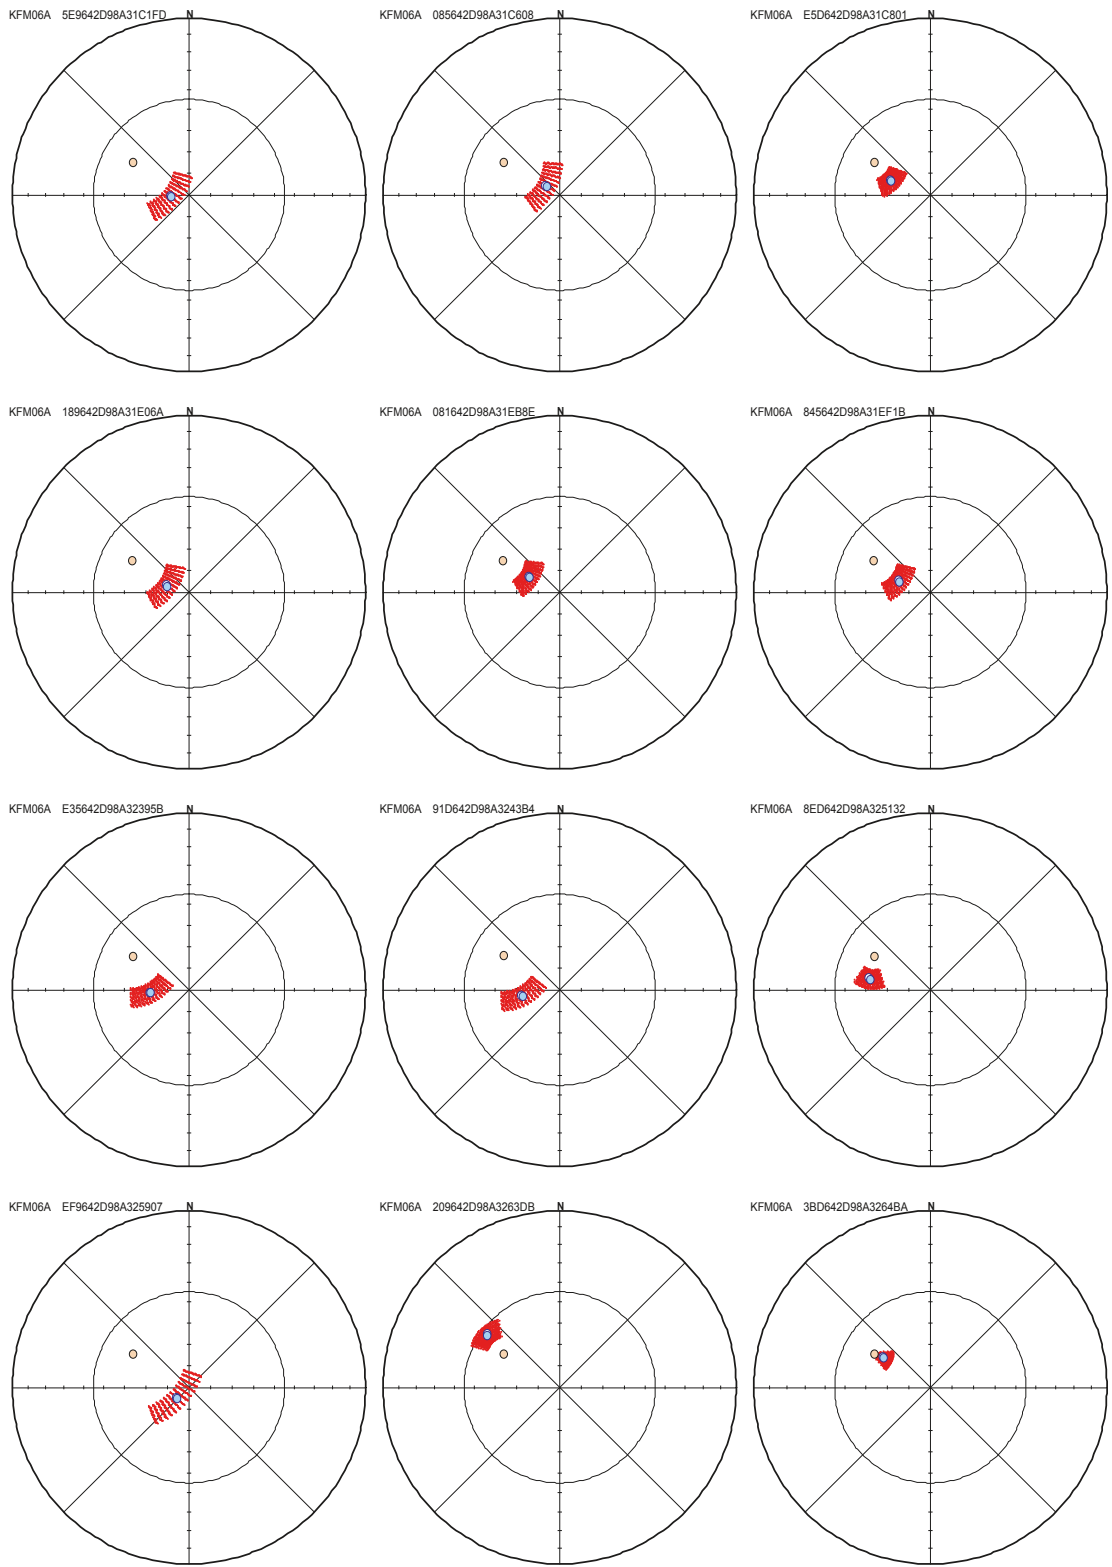 KFM06A 5E9642D98A31C1FD N
KFM06A 085642D98A31C608 N
KFM06A E5D642D98A31C801 N
KFM06A 189642D98A31E06A N
KFM06A 081642D98A31EB8E N
KFM06A 845642D98A31EF1B N
KFM06A E35642D98A32395B N
KFM06A 91D642D98A3243B4 N
KFM06A 8ED642D98A325132 N
KFM06A EF9642D98A325907 N
KFM06A 209642D98A3263DB N
KFM06A 3BD642D98A3264BA N